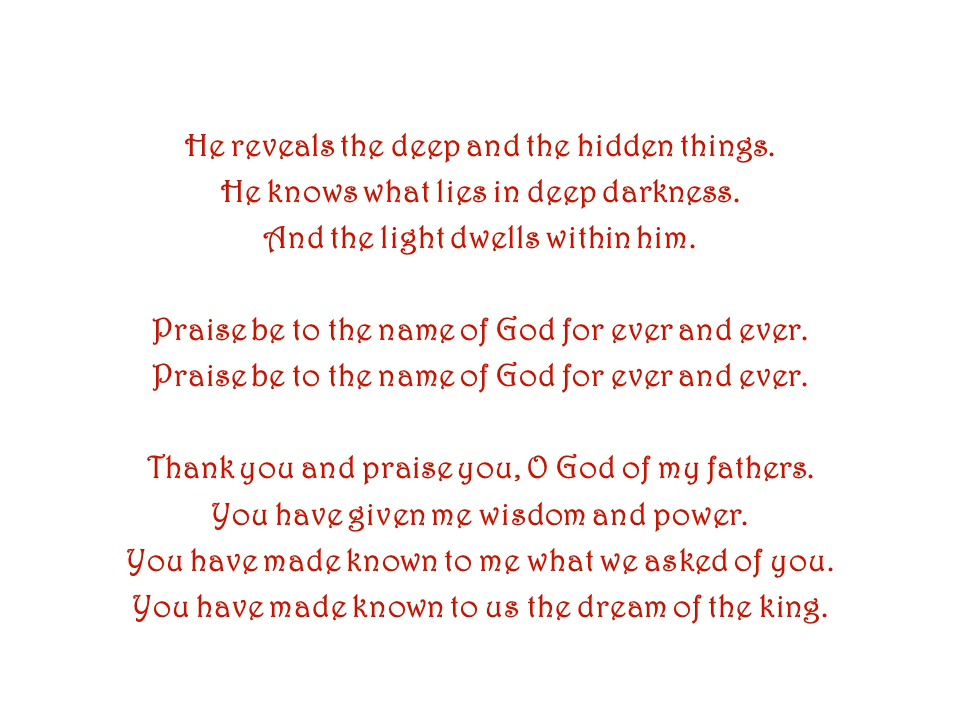 He reveals the deep and the hidden things.
He knows what lies in deep darkness.
And the light dwells within him.
Praise be to the name of God for ever and ever.
Praise be to the name of God for ever and ever.
Thank you and praise you, O God of my fathers.
You have given me wisdom and power.
You have made known to me what we asked of you.
You have made known to us the dream of the king.